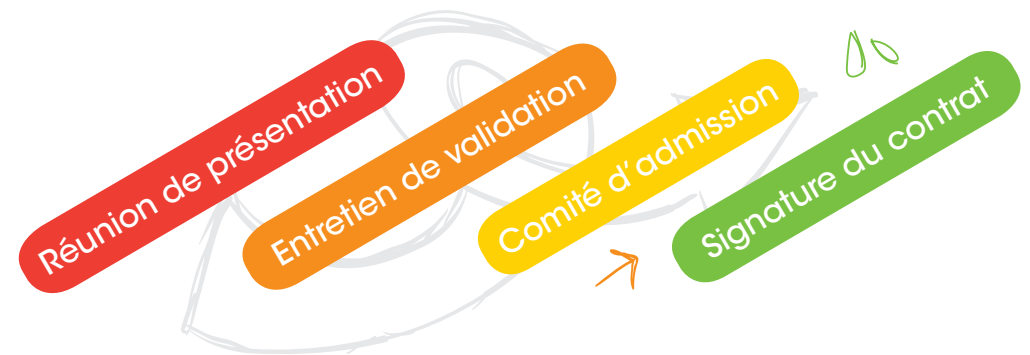 Réunion de présentation
Entretien de validation
Comité d'admission
Signature du contrat